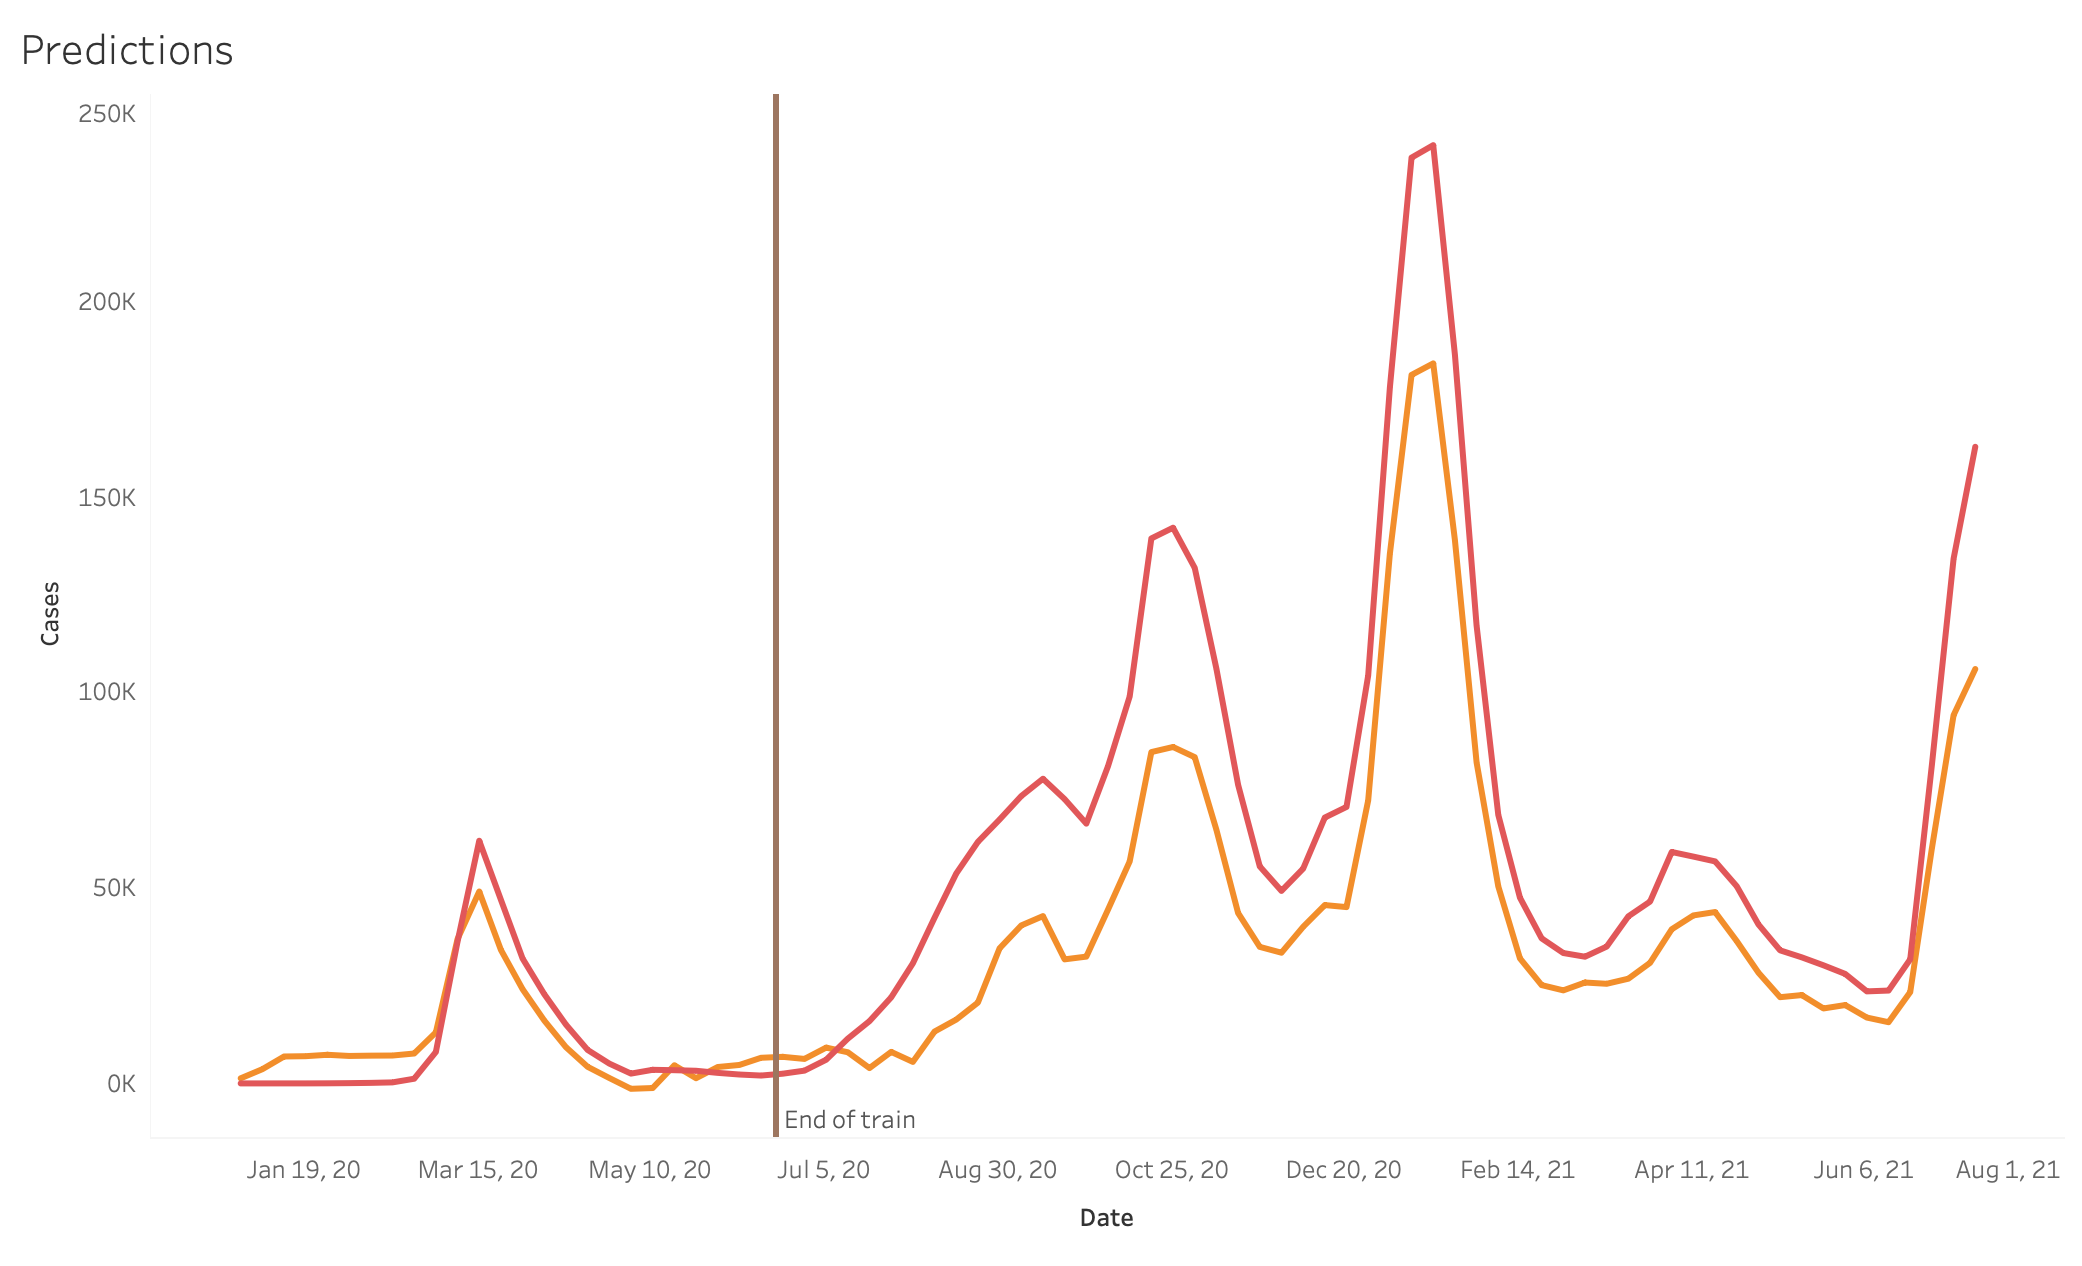 Predictions
250K
200K
150K
100K
50K
0K
Cases
End of train
Jan 19, 20
Mar 15, 20
May 10, 20
Jul 5, 20
Aug 30, 20
Oct 25, 20
Dec 20, 20
Feb 14, 21
Apr 11, 21
Jun 6, 21
Aug 1, 21
Date